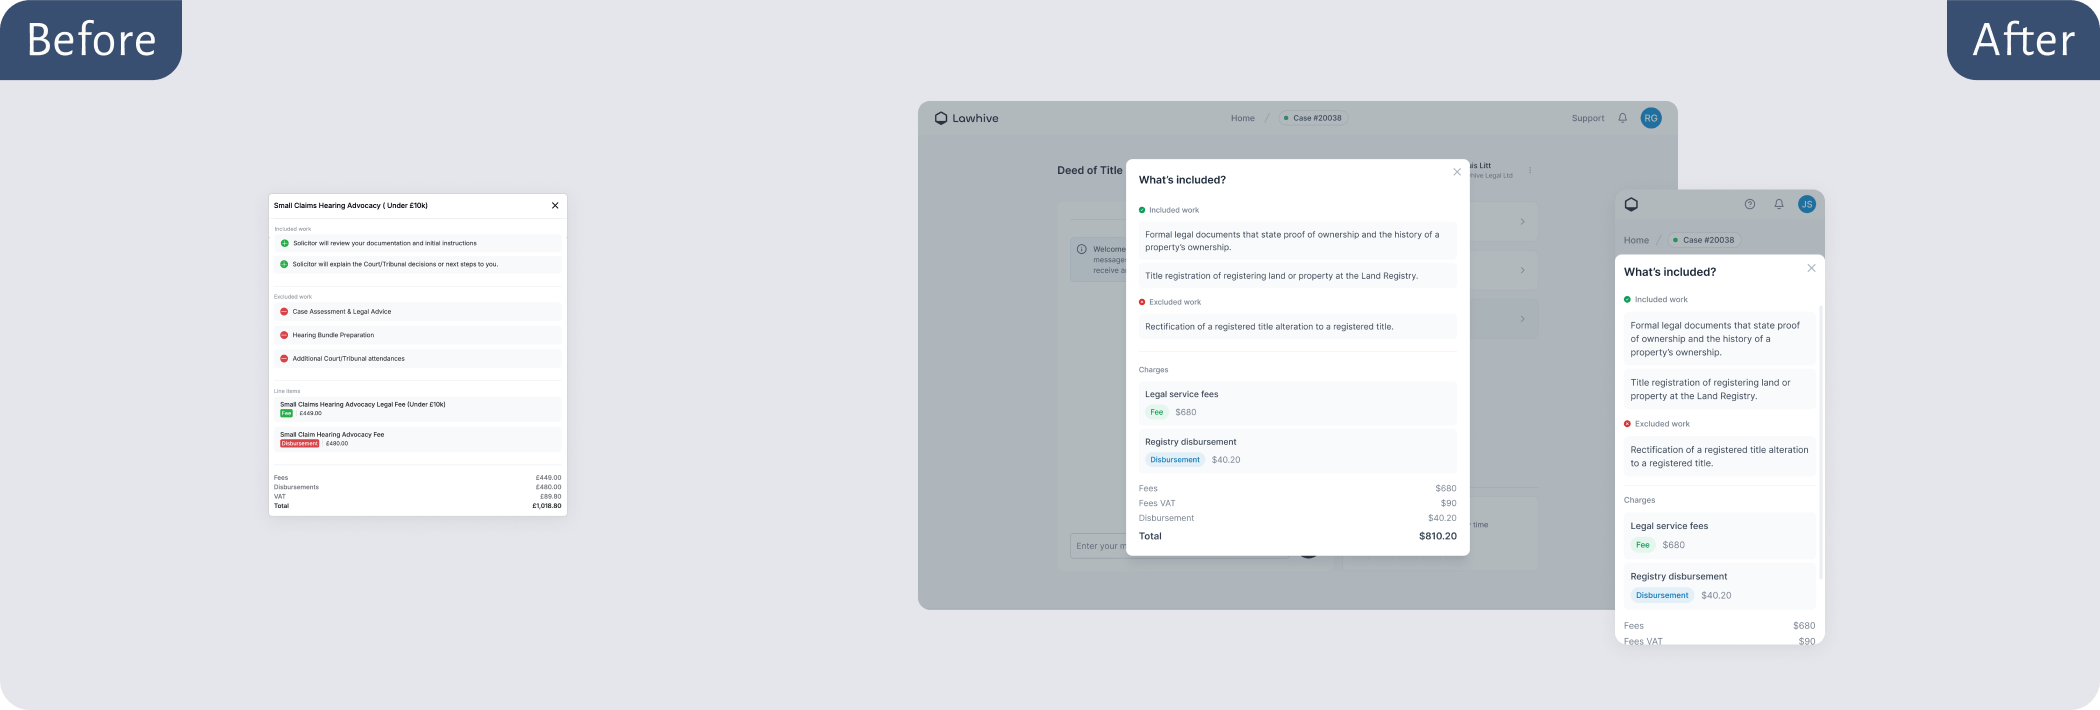 Before
After
Small Claims Hearing Advocacy ( Under £10k)
Included work
Solicitor will review your documentation and initial instructions
Solicitor will explain the Court/Tribunal decisions or next steps to you.
Excluded work
Case Assessment & Legal Advice
Hearing Bundle Preparation
Additional Court/Tribunal attendances
Line items
Small Claims Hearing Advocacy Legal Fee (Under £10k)
Fee £449.00
Small Claim Hearing Advocacy Fee
Disbursement £480.00
Fees £449.00
Disbursements £480.00
VAT £89.80
Total £1,018.80
Lawhive
Home / Case #20038
Support RG
Deed of Title
is Litt
hive Legal Ltd
Welcome
message
receive a
Enter your m
time
What's included?
Included work
Formal legal documents that state proof of ownership and the history of a
property's ownership.
Title registration of registering land or property at the Land Registry.
Excluded work
Rectification of a registered title alteration to a registered title.
Charges
Legal service fees
Fee $680
Registry disbursement
Disbursement $40.20
Fees $680
Fees VAT $90
Disbursement $40.20
Total $810.20
JS
Home / Case #20038
What's included?
Included work
Formal legal documents that state proof
of ownership and the history of a
property's ownership.
Title registration of registering land or
property at the Land Registry.
Excluded work
Rectification of a registered title alteration
to a registered title.
Charges
Legal service fees
Fee $680
Registry disbursement
Disbursement $40.20
Fees $680
Fees VAT $90